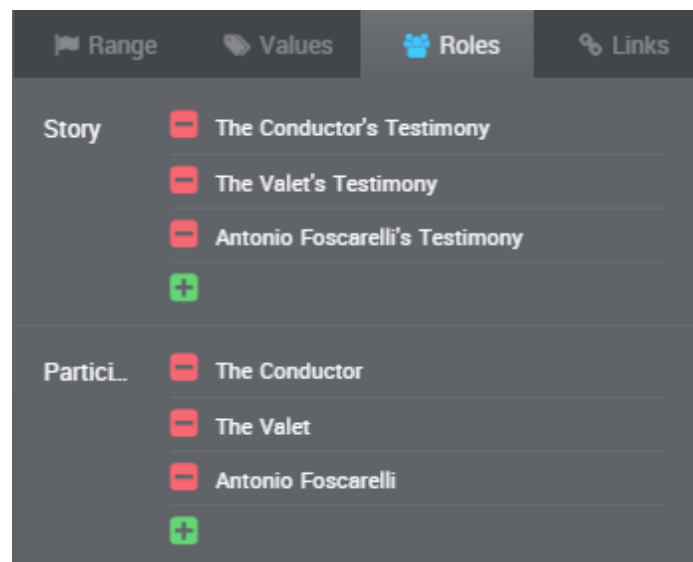 Range Values Roles Links
Story The Conductor's Testimony
The Valet's Testimony
Antonio Foscarelli's Testimony
Partici... The Conductor
The Valet
Antonio Foscarelli